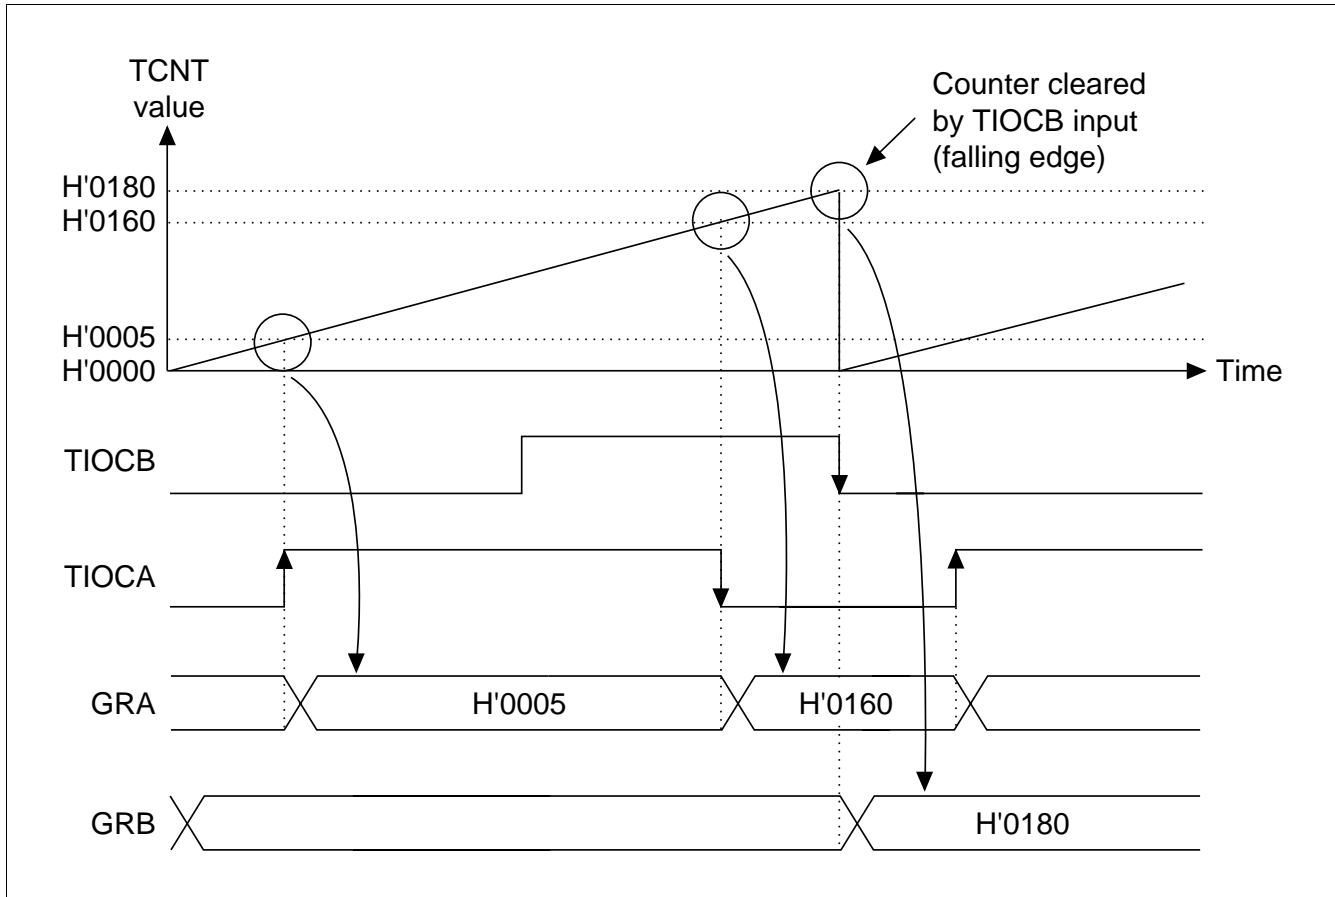 TCNT
value
Counter cleared
by TIOCB input
(falling edge)
H'0180
H'0160
H'0005
H'0000
Time
TIOCB
TIOCA
GRA
H'0005
H'0160
GRB
H'0180